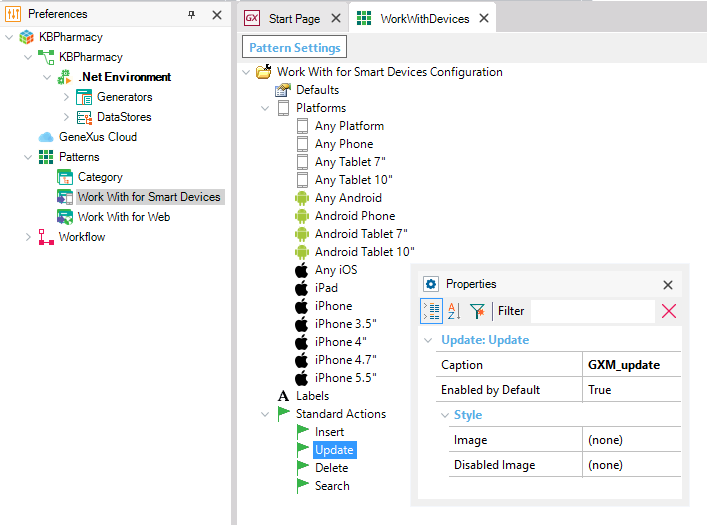 Preferences
KBPharmacy
KBPharmacy
.Net Environment
Generators
DataStores
GeneXus Cloud
Patterns
Category
Work With for Smart Devices
Work With for Web
Workflow
GX Start Page
WorkWithDevices
Pattern Settings
Work With for Smart Devices Configuration
Defaults
Platforms
Any Platform
Any Phone
Any Tablet 7"
Any Tablet 10"
Any Android
Android Phone
Android Tablet 7"
Android Tablet 10"
Any iOS
iPad
iPhone
iPhone 3.5"
iPhone 4"
iPhone 4.7"
iPhone 5.5"
A Labels
Standard Actions
Insert
Update
Delete
Search
Properties
Filter
Update: Update
Caption GXM_update
Enabled by Default True
Style
Image (none)
Disabled Image (none)